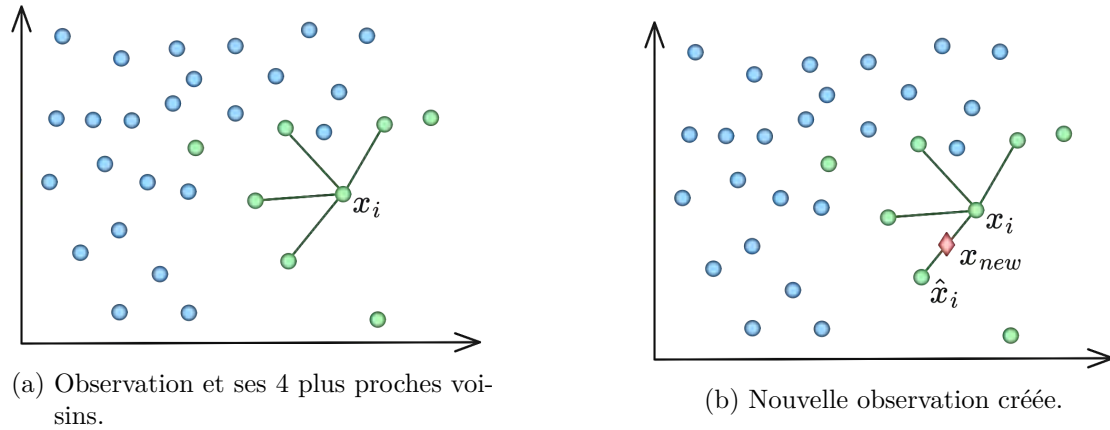 x_i
(a) Observation et ses 4 plus proches voi-
sins.
x_i
x_new
x̂_i
(b) Nouvelle observation créée.